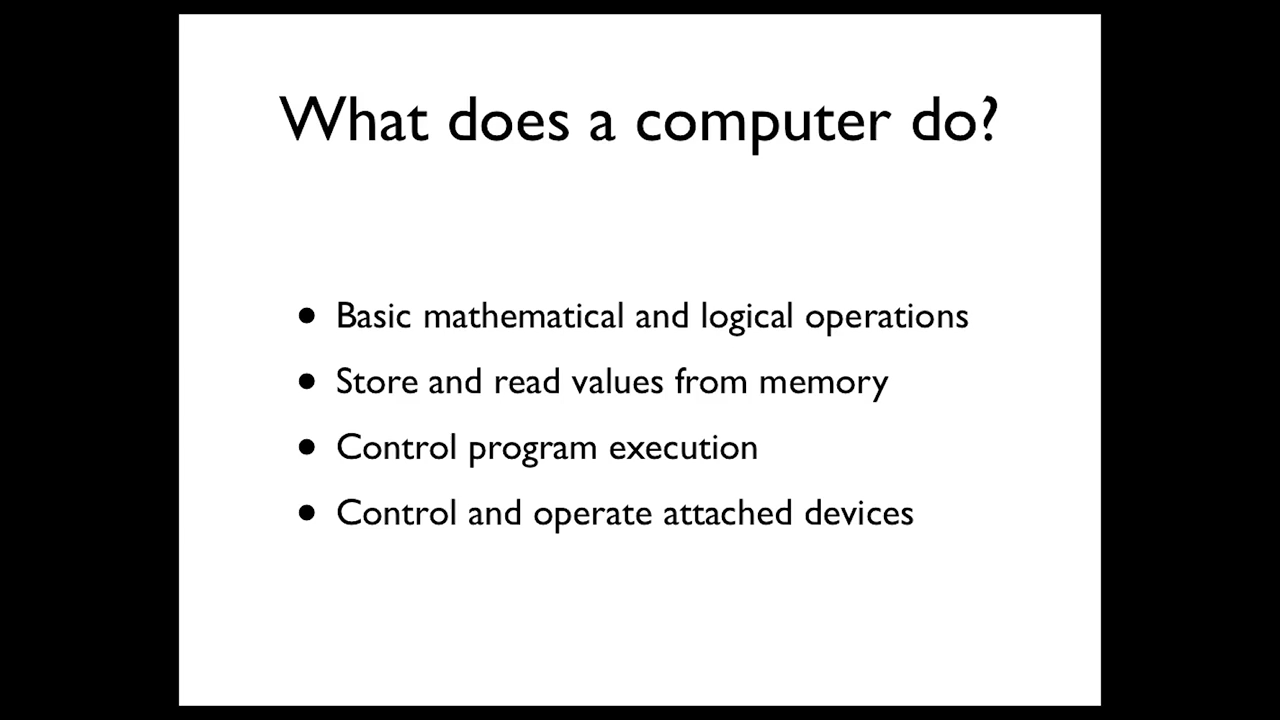 What does a computer do?
• Basic mathematical and logical operations
• Store and read values from memory
• Control program execution
• Control and operate attached devices